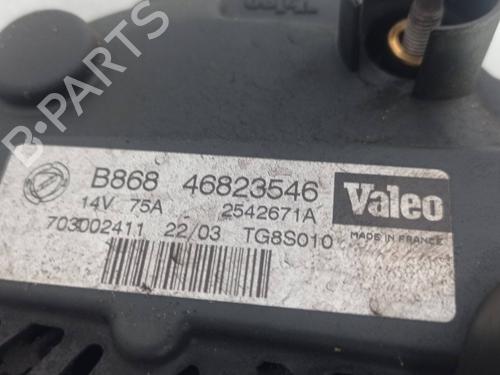 B-PARTS
B868 46823546
14V 75A 2542671A
703002411 22/03 TG8S010
Valeo
MADE IN FRANCE